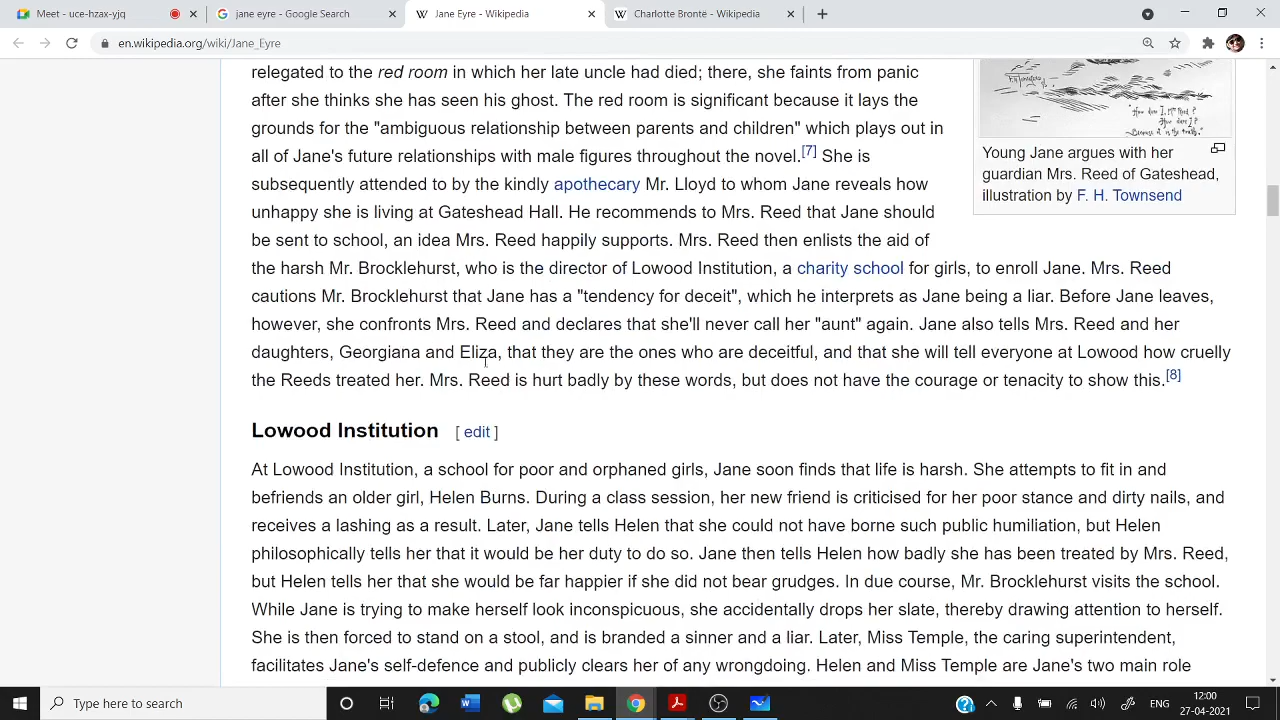 Meet - uce-hzax-yjq
jane eyre - Google Search
Jane Eyre - Wikipedia
Charlotte Brontë - Wikipedia
en.wikipedia.org/wiki/Jane_Eyre
relegated to the red room in which her late uncle had died; there, she faints from panic
after she thinks she has seen his ghost. The red room is significant because it lays the
grounds for the "ambiguous relationship between parents and children" which plays out in
all of Jane's future relationships with male figures throughout the novel.[7] She is
subsequently attended to by the kindly apothecary Mr. Lloyd to whom Jane reveals how
unhappy she is living at Gateshead Hall. He recommends to Mrs. Reed that Jane should
be sent to school, an idea Mrs. Reed happily supports. Mrs. Reed then enlists the aid of
the harsh Mr. Brocklehurst, who is the director of Lowood Institution, a charity school for girls, to enroll Jane. Mrs. Reed
cautions Mr. Brocklehurst that Jane has a "tendency for deceit", which he interprets as Jane being a liar. Before Jane leaves,
however, she confronts Mrs. Reed and declares that she'll never call her "aunt" again. Jane also tells Mrs. Reed and her
daughters, Georgiana and Eliza, that they are the ones who are deceitful, and that she will tell everyone at Lowood how cruelly
the Reeds treated her. Mrs. Reed is hurt badly by these words, but does not have the courage or tenacity to show this.[8]
"How dare I, Mrs Reed?
How dare I?
Because it is the truth."
Young Jane argues with her
guardian Mrs. Reed of Gateshead,
illustration by F. H. Townsend
Lowood Institution [ edit ]
At Lowood Institution, a school for poor and orphaned girls, Jane soon finds that life is harsh. She attempts to fit in and
befriends an older girl, Helen Burns. During a class session, her new friend is criticised for her poor stance and dirty nails, and
receives a lashing as a result. Later, Jane tells Helen that she could not have borne such public humiliation, but Helen
philosophically tells her that it would be her duty to do so. Jane then tells Helen how badly she has been treated by Mrs. Reed,
but Helen tells her that she would be far happier if she did not bear grudges. In due course, Mr. Brocklehurst visits the school.
While Jane is trying to make herself look inconspicuous, she accidentally drops her slate, thereby drawing attention to herself.
She is then forced to stand on a stool, and is branded a sinner and a liar. Later, Miss Temple, the caring superintendent,
facilitates Jane's self-defence and publicly clears her of any wrongdoing. Helen and Miss Temple are Jane's two main role
Type here to search
ENG
12:00
27-04-2021